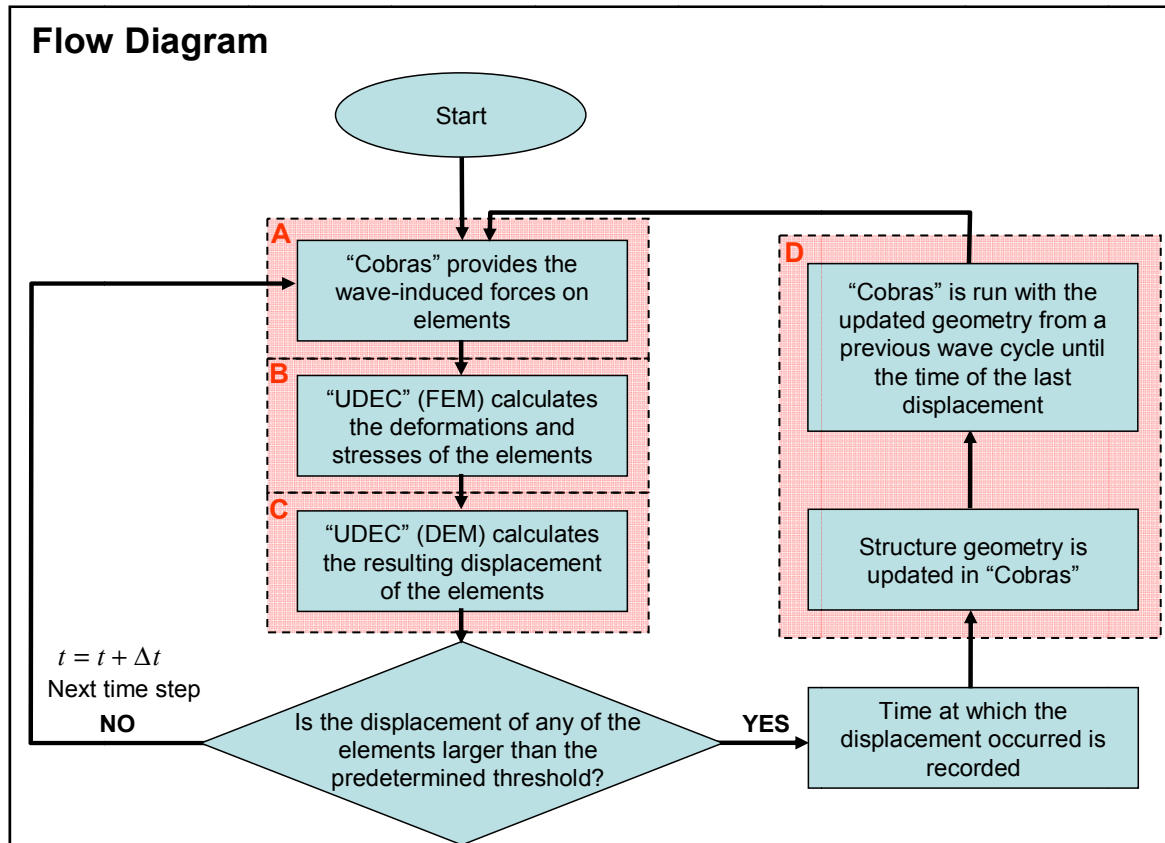 Flow Diagram
Start
A
“Cobras” provides the
wave-induced forces on
elements
B
“UDEC” (FEM) calculates
the deformations and
stresses of the elements
C
“UDEC” (DEM) calculates
the resulting displacement
of the elements
Is the displacement of any of the
elements larger than the
predetermined threshold?
t = t + Δt
Next time step
NO
YES
Time at which the
displacement occurred is
recorded
D
Structure geometry is
updated in “Cobras”
“Cobras” is run with the
updated geometry from a
previous wave cycle until
the time of the last
displacement